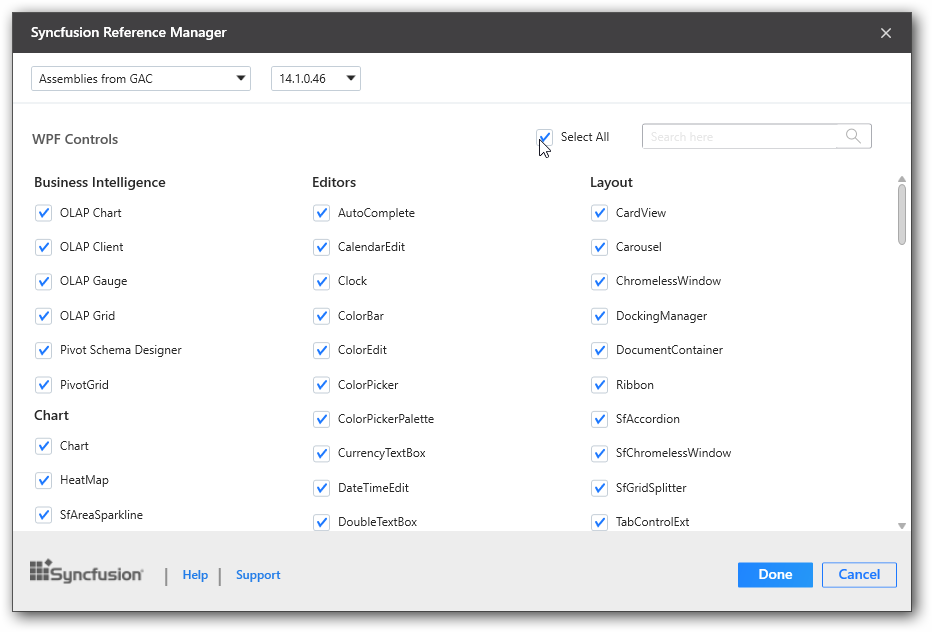 Syncfusion Reference Manager
Assemblies from GAC
14.1.0.46
WPF Controls
Select All
Search here
Business Intelligence
OLAP Chart
OLAP Client
OLAP Gauge
OLAP Grid
Pivot Schema Designer
PivotGrid
Chart
Chart
HeatMap
SfAreaSparkline
Editors
AutoComplete
CalendarEdit
Clock
ColorBar
ColorEdit
ColorPicker
ColorPickerPalette
CurrencyTextBox
DateTimeEdit
DoubleTextBox
Layout
CardView
Carousel
ChromelessWindow
DockingManager
DocumentContainer
Ribbon
SfAccordion
SfChromelessWindow
SfGridSplitter
TabControlExt
Syncfusion
Help
Support
Done
Cancel